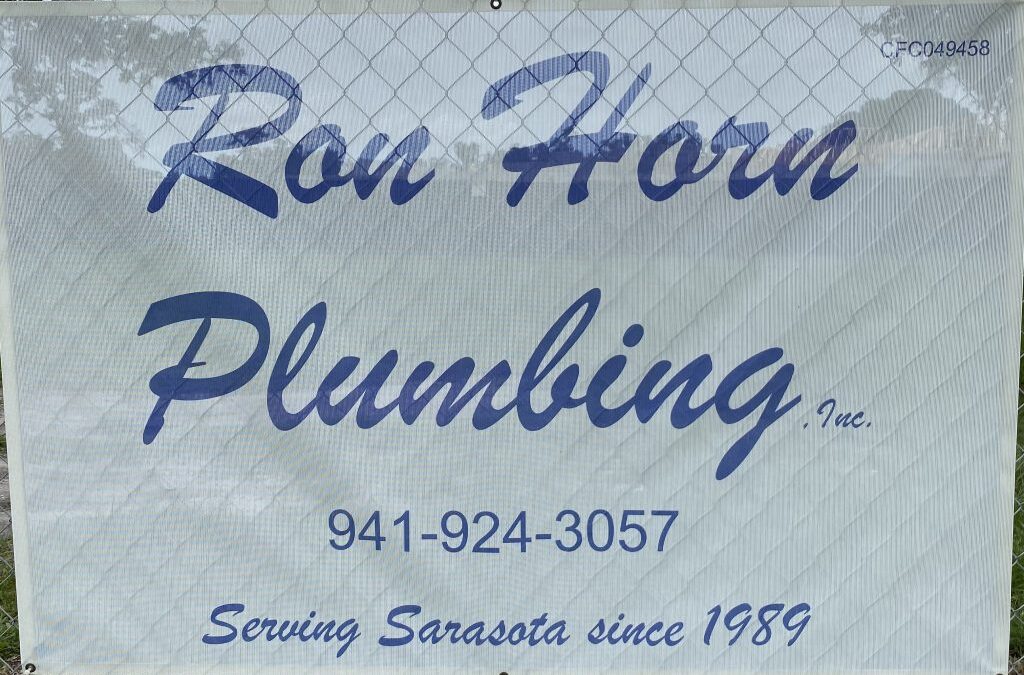 CFC049458
Ron Horn
Plumbing, Inc.
941-924-3057
Serving Sarasota since 1989